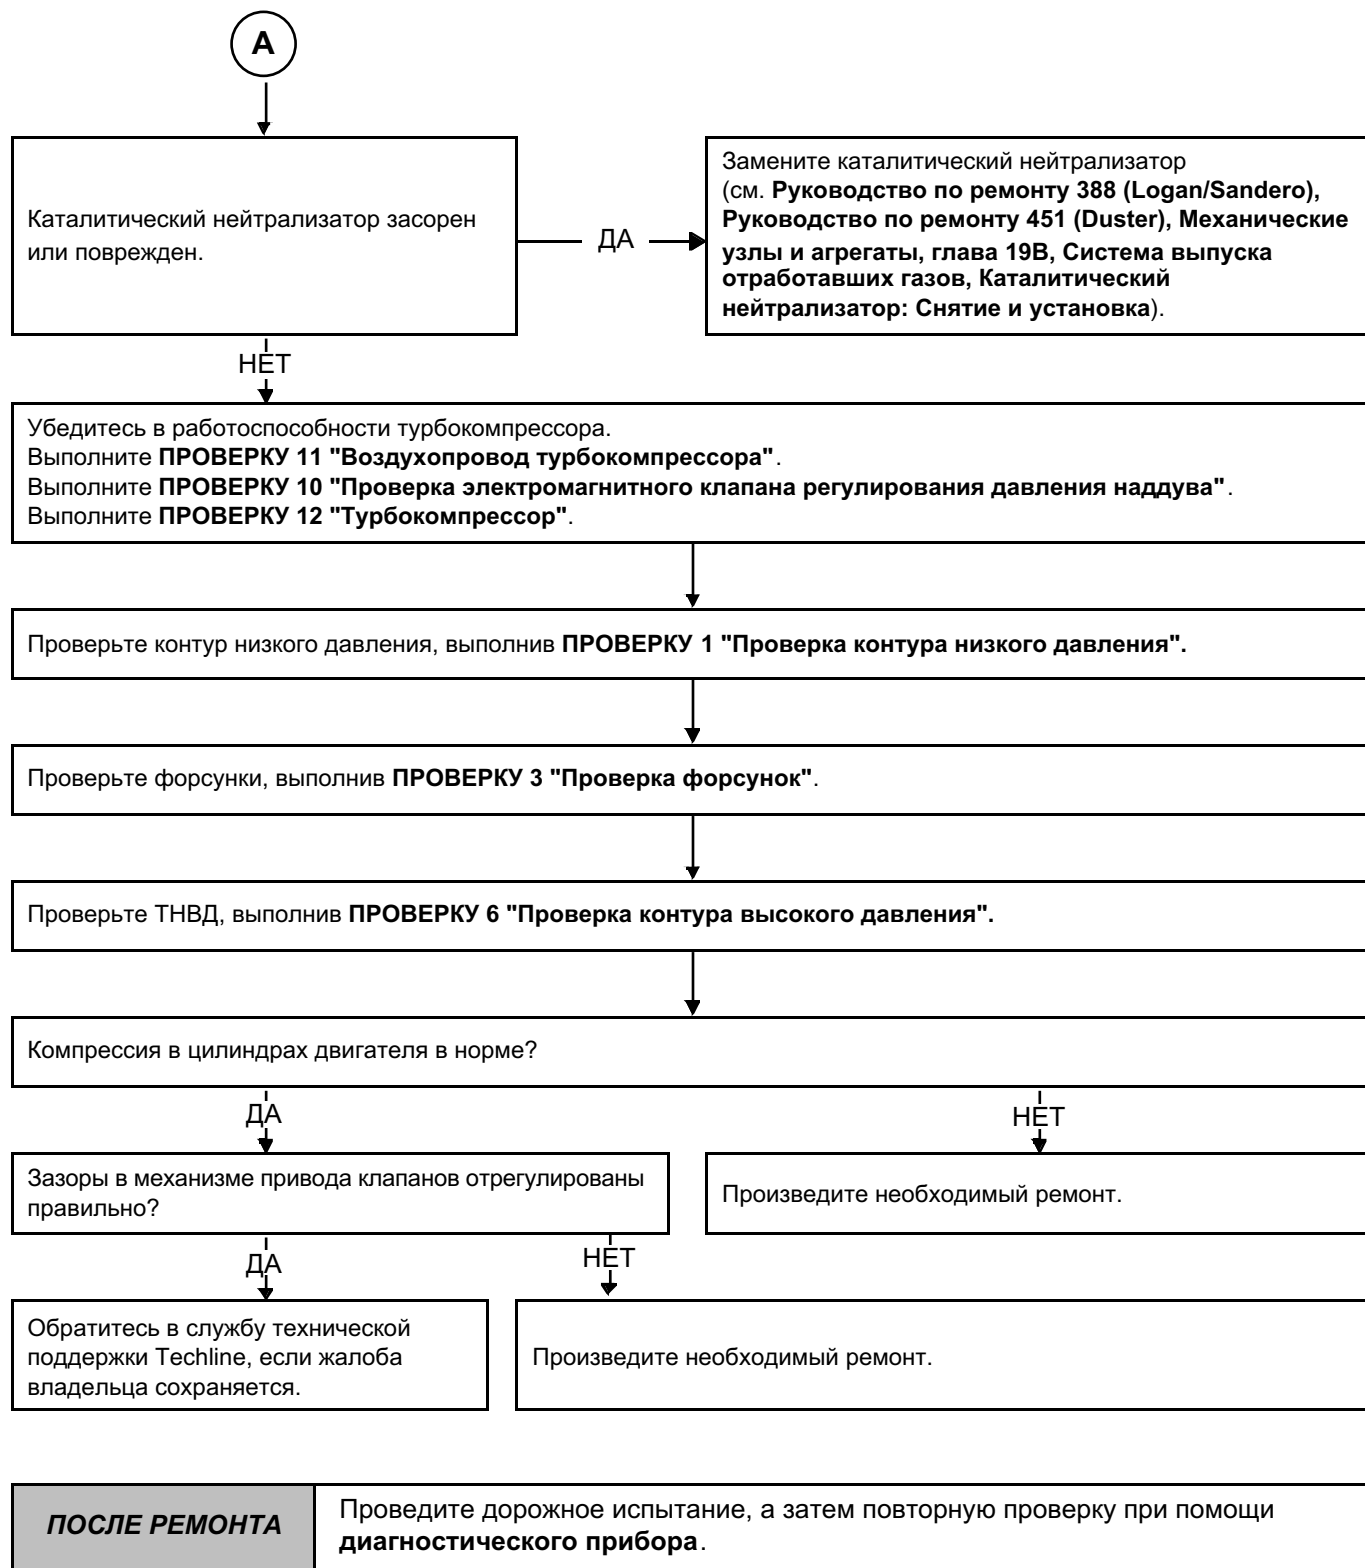 А
Каталитический нейтрализатор засорен
или поврежден.
ДА
Замените каталитический нейтрализатор
(см. Руководство по ремонту 388 (Logan/Sandero),
Руководство по ремонту 451 (Duster), Механические
узлы и агрегаты, глава 19B, Система выпуска
отработавших газов, Каталитический
нейтрализатор: Снятие и установка).
НЕТ
Убедитесь в работоспособности турбокомпрессора.
Выполните ПРОВЕРКУ 11 "Воздухопровод турбокомпрессора".
Выполните ПРОВЕРКУ 10 "Проверка электромагнитного клапана регулирования давления наддува".
Выполните ПРОВЕРКУ 12 "Турбокомпрессор".
Проверьте контур низкого давления, выполнив ПРОВЕРКУ 1 "Проверка контура низкого давления".
Проверьте форсунки, выполнив ПРОВЕРКУ 3 "Проверка форсунок".
Проверьте ТНВД, выполнив ПРОВЕРКУ 6 "Проверка контура высокого давления".
Компрессия в цилиндрах двигателя в норме?
ДА
НЕТ
Зазоры в механизме привода клапанов отрегулированы
правильно?
Произведите необходимый ремонт.
ДА
НЕТ
Обратитесь в службу технической
поддержки Techline, если жалоба
владельца сохраняется.
Произведите необходимый ремонт.
ПОСЛЕ РЕМОНТА
Проведите дорожное испытание, а затем повторную проверку при помощи
диагностического прибора.